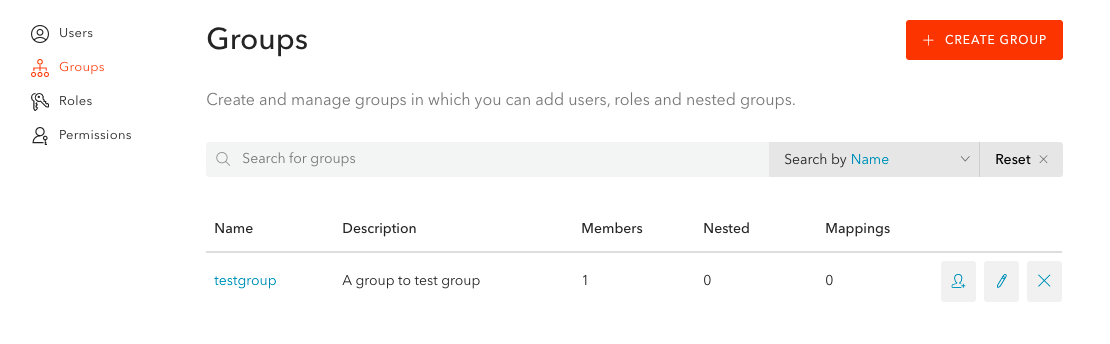 Users
Groups
Roles
Permissions
Groups
CREATE GROUP
Create and manage groups in which you can add users, roles and nested groups.
Search for groups
Search by Name
Reset
Name Description Members Nested Mappings
testgroup A group to test group 1 0 0